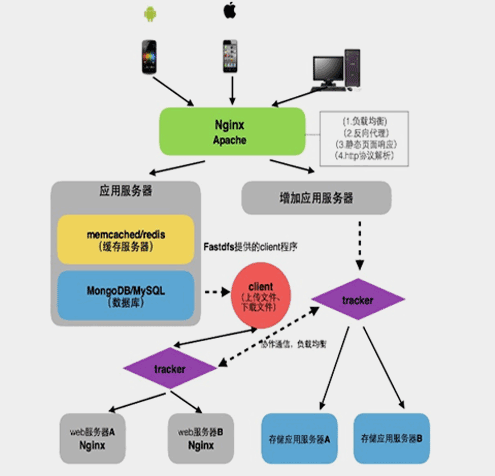 Nginx
Apache
(1.负载均衡)
(2.反向代理)
(3.静态页面响应)
(4.http协议解析)
应用服务器
增加应用服务器
memcached/redis
(缓存服务器)
Fastdfs提供的client程序
MongoDB/MySQL
(数据库)
client
(上传文件、
下载文件)
tracker
协作通信、负载均衡
tracker
web服务器A
Nginx
web服务器B
Nginx
存储应用服务器A
存储应用服务器B